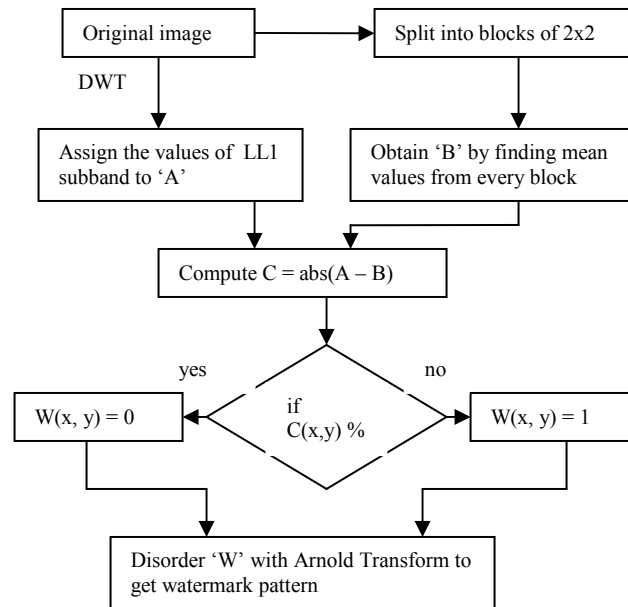 Original image
Split into blocks of 2x2
DWT
Assign the values of LL1
subband to ‘A’
Obtain ‘B’ by finding mean
values from every block
Compute C = abs(A – B)
yes
no
W(x, y) = 0
if
C(x,y) %
W(x, y) = 1
Disorder ‘W’ with Arnold Transform to
get watermark pattern